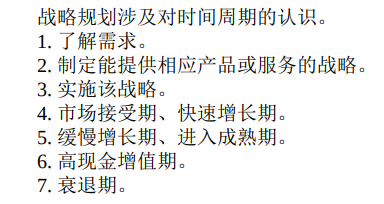 战略规划涉及对时间周期的认识。
1. 了解需求。
2. 制定能提供相应产品或服务的战略。
3. 实施该战略。
4. 市场接受期、快速增长期。
5. 缓慢增长期、进入成熟期。
6. 高现金增值期。
7. 衰退期。